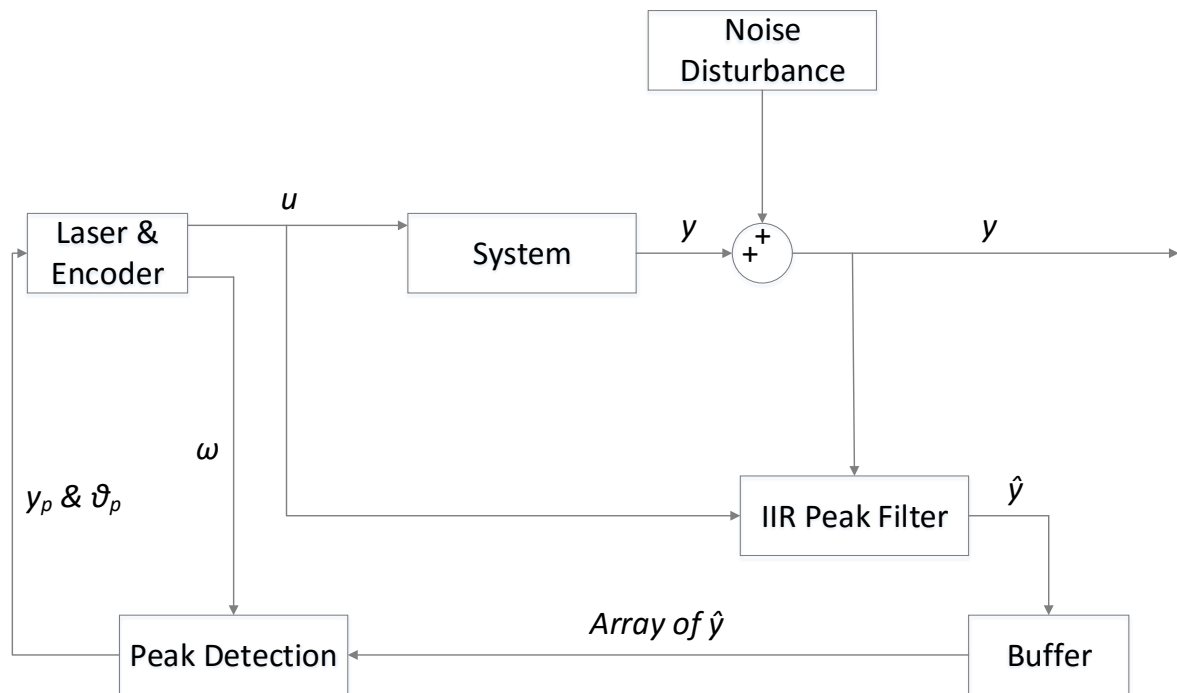 Noise
Disturbance
u
Laser &
Encoder
System
y
+
+
y
ω
y_p & ϑ_p
IIR Peak Filter
ŷ
Array of ŷ
Peak Detection
Buffer